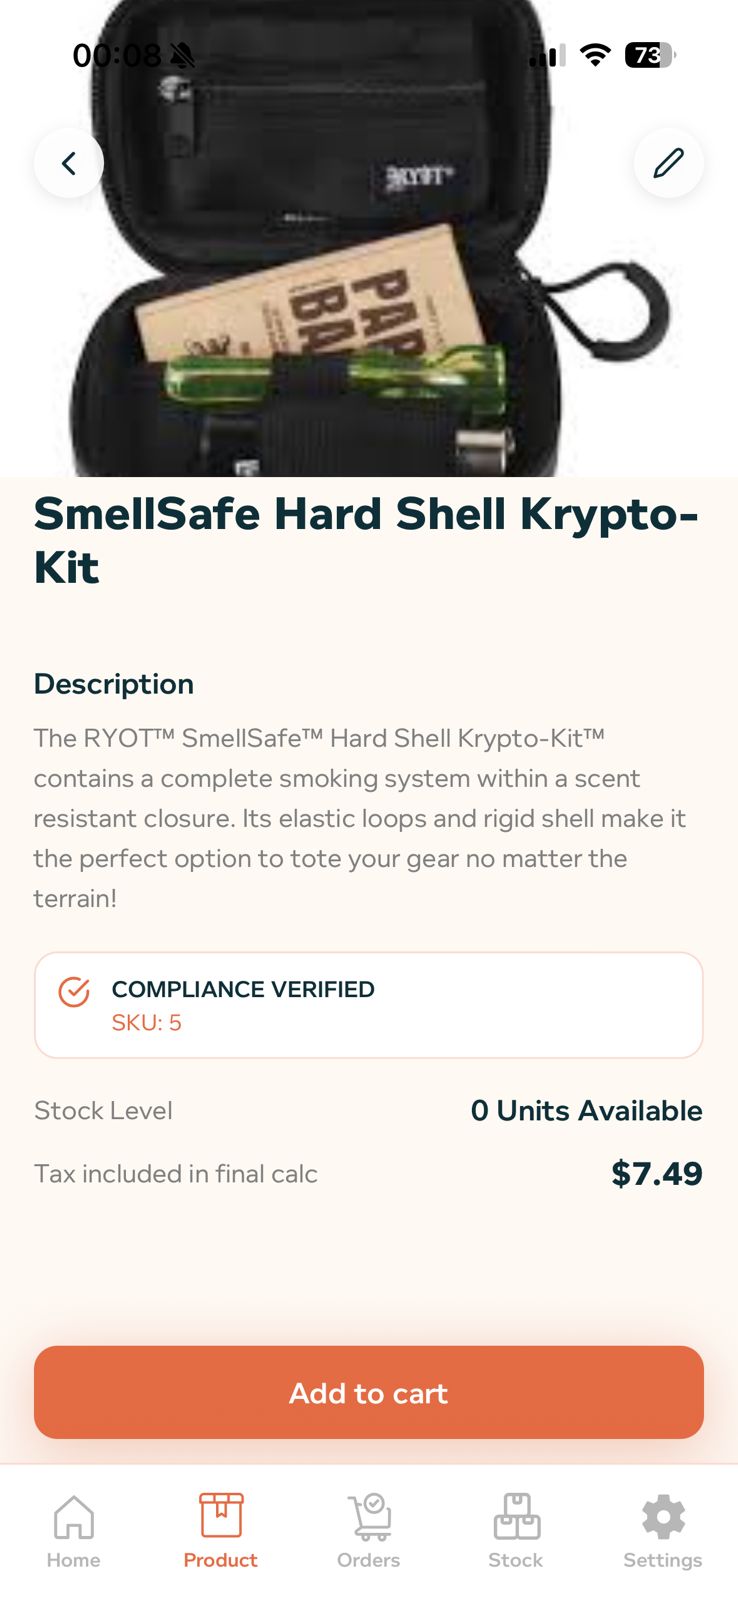 00:08
73
RYOT
PAP
BA
SmellSafe Hard Shell Krypto-
Kit
Description
The RYOT™ SmellSafe™ Hard Shell Krypto-Kit™
contains a complete smoking system within a scent
resistant closure. Its elastic loops and rigid shell make it
the perfect option to tote your gear no matter the
terrain!
COMPLIANCE VERIFIED
SKU: 5
Stock Level
0 Units Available
Tax included in final calc
$7.49
Add to cart
Home
Product
Orders
Stock
Settings